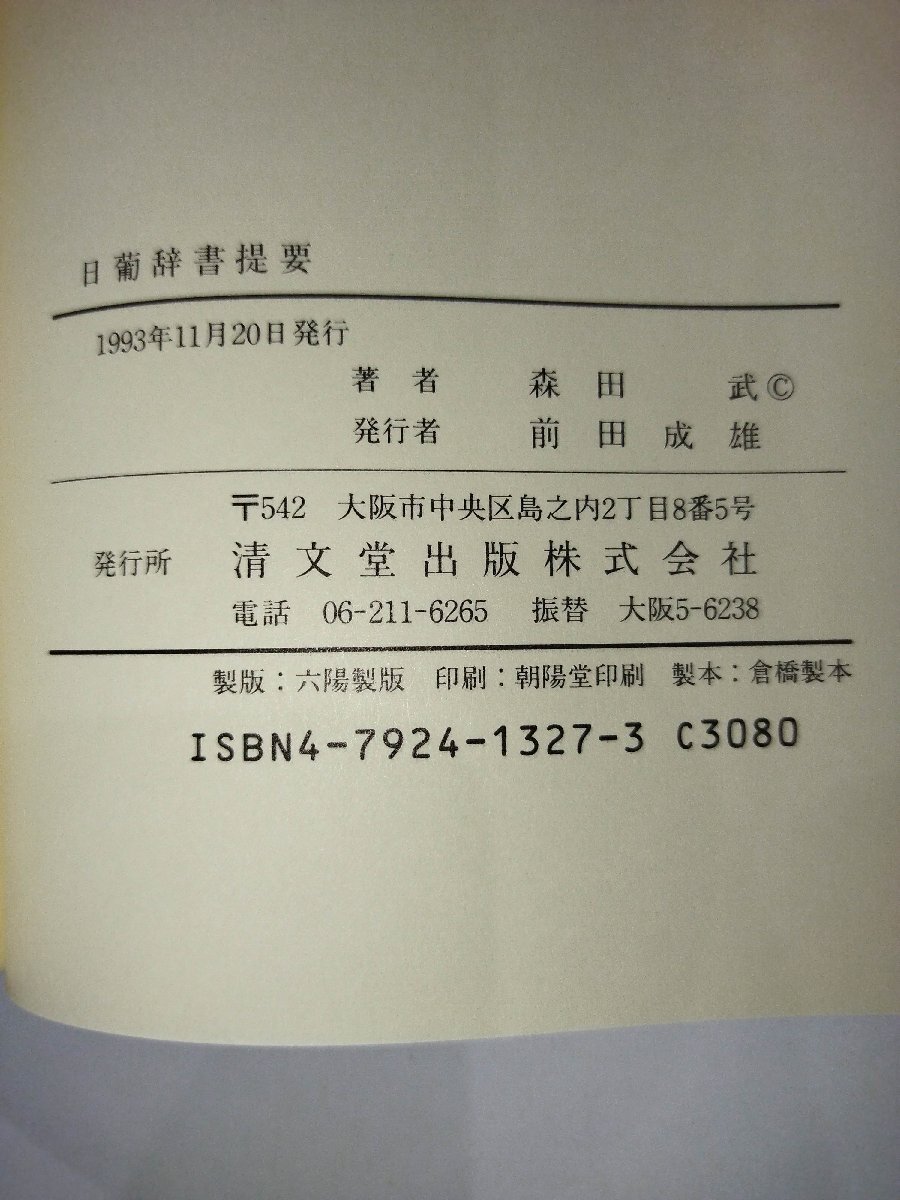 日葡辞書提要
1993年11月20日発行
著者 森田 武©
発行者 前田成雄
〒542 大阪市中央区島之内2丁目8番5号
発行所 清文堂出版株式会社
電話 06-211-6265 振替 大阪5-6238
製版：六陽製版 印刷：朝陽堂印刷 製本：倉橋製本
ISBN4-7924-1327-3 C3080